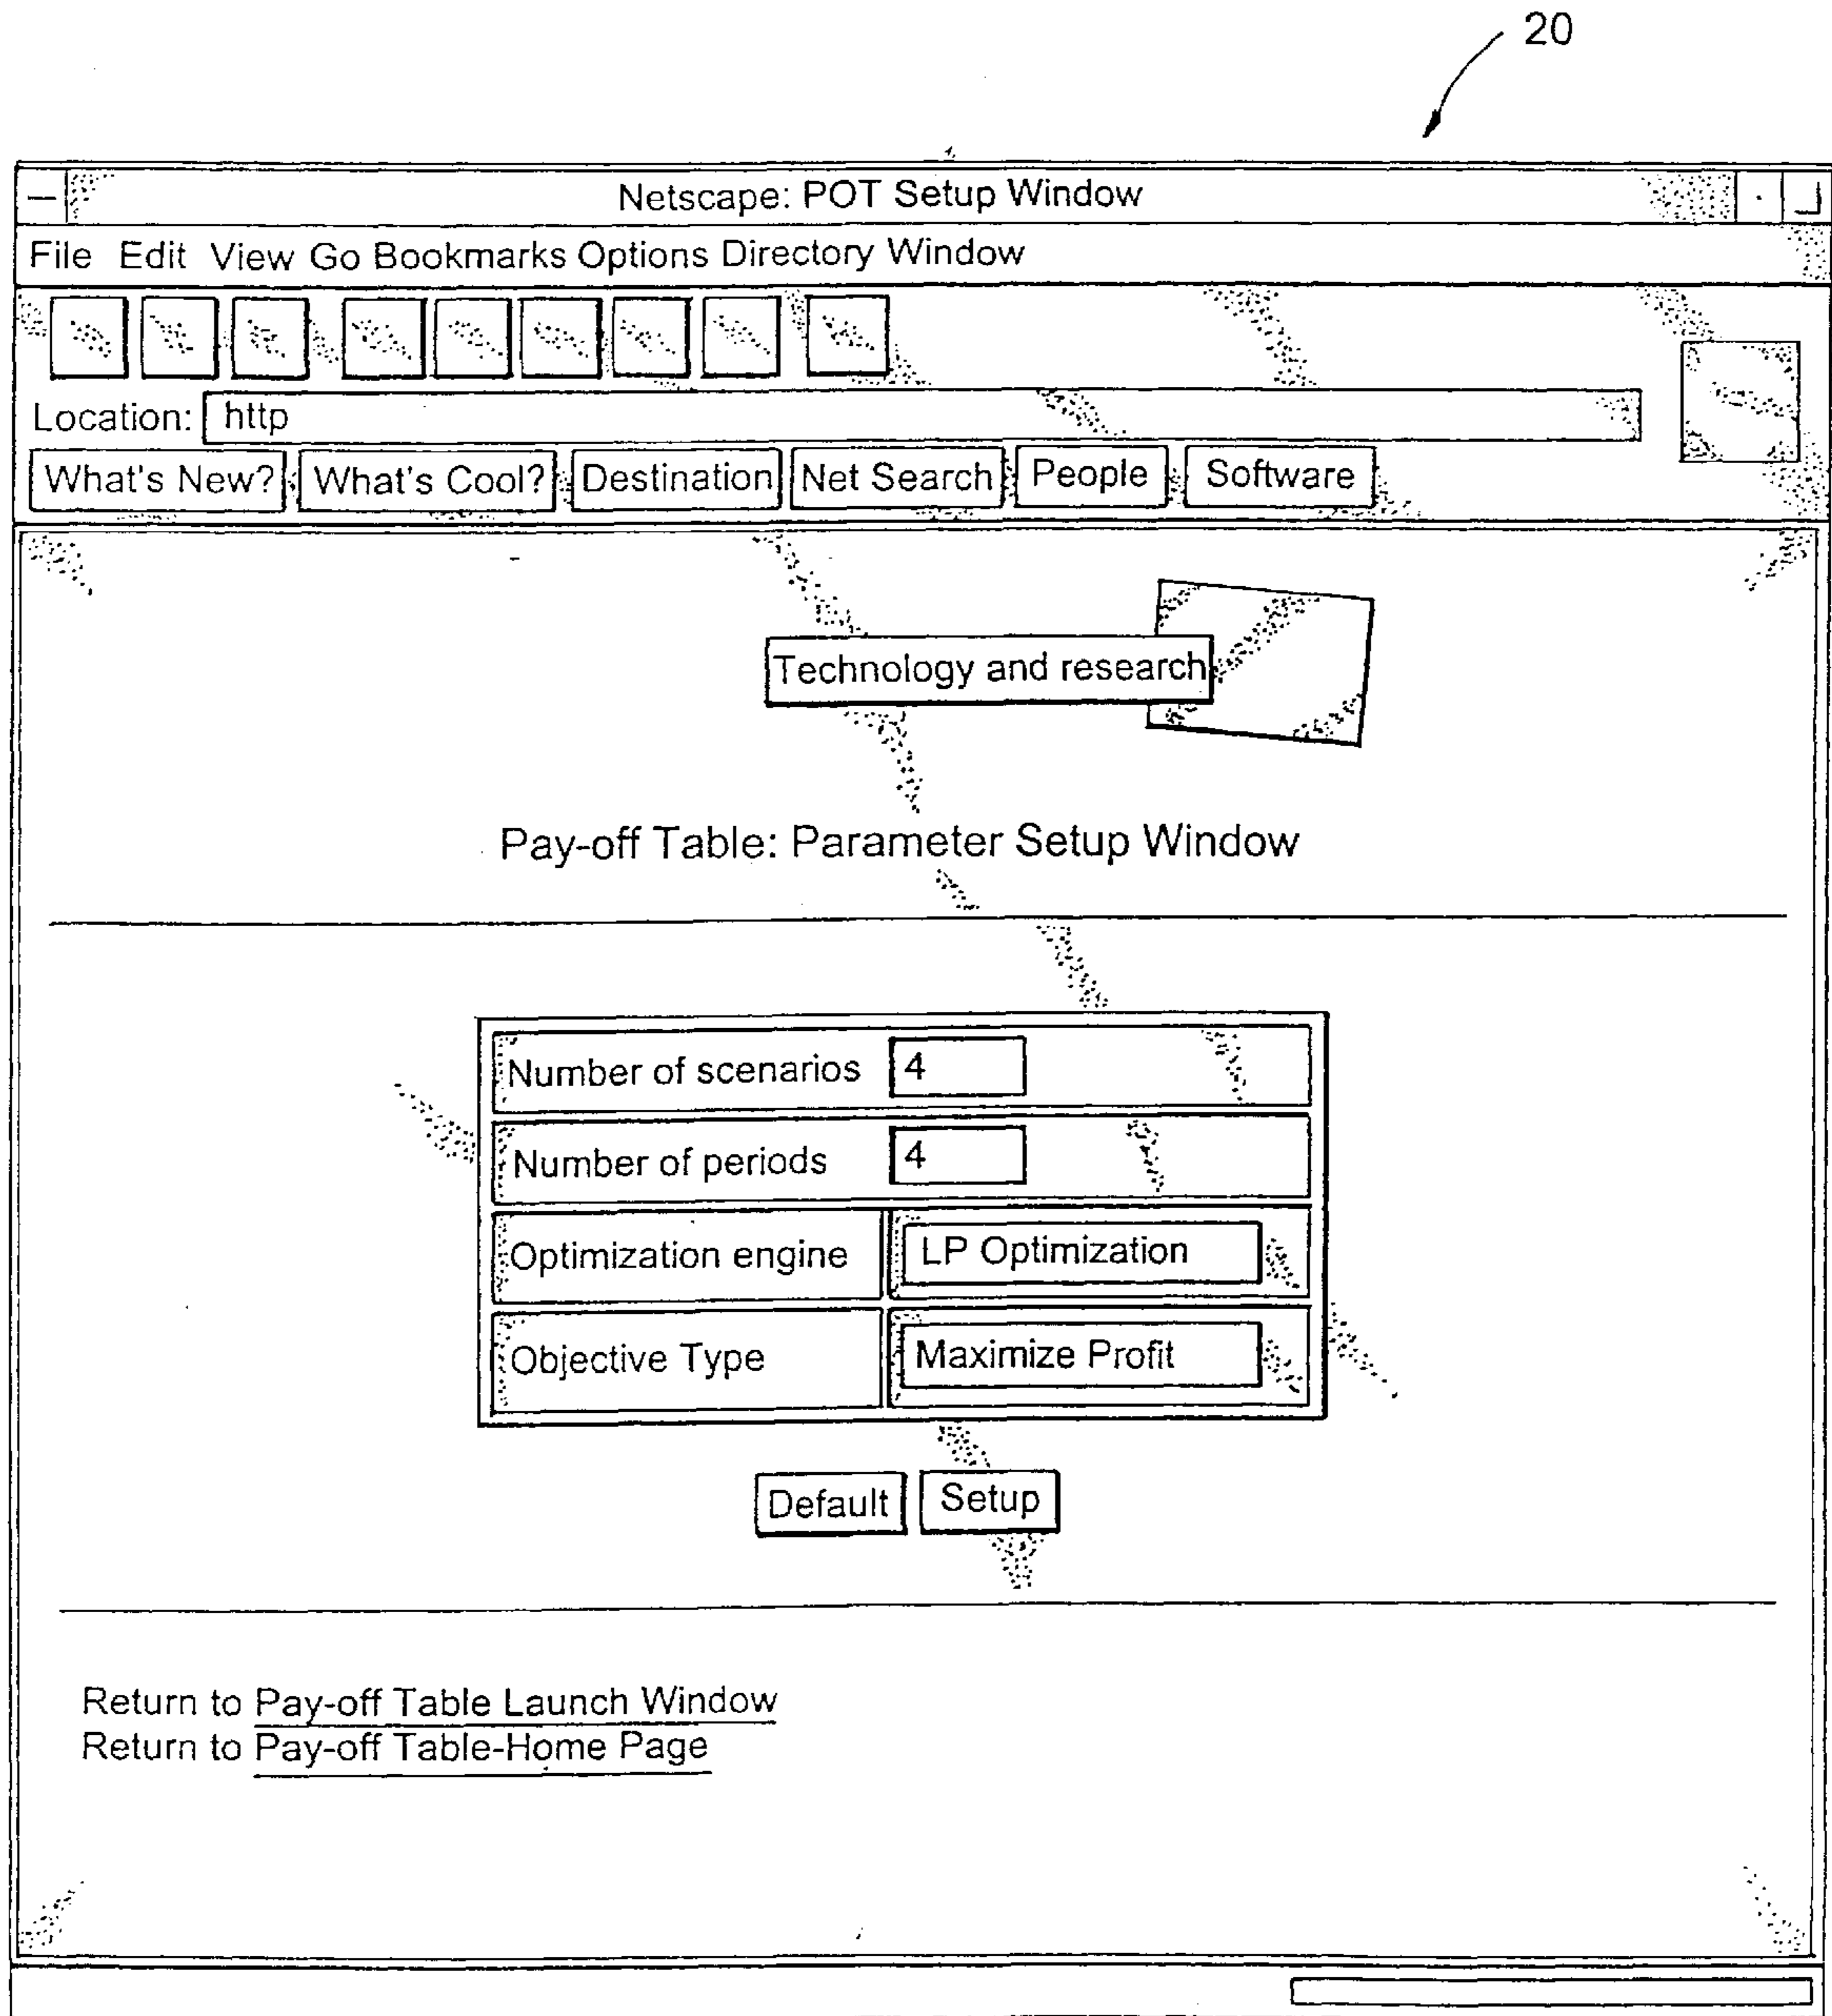 20
Netscape: POT Setup Window
File Edit View Go Bookmarks Options Directory Window
Location: http
What's New? What's Cool? Destination Net Search People Software
Technology and research
Pay-off Table: Parameter Setup Window
Number of scenarios 4
Number of periods 4
Optimization engine LP Optimization
Objective Type Maximize Profit
Default Setup
Return to Pay-off Table Launch Window
Return to Pay-off Table-Home Page